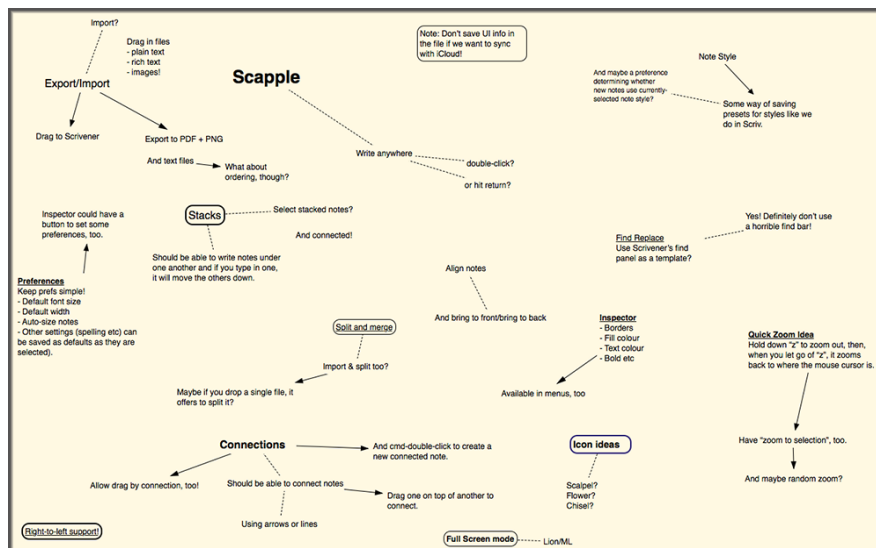 Import?
Drag in files
- plain text
- rich text
- images!
Export/Import
Drag to Scrivener
Export to PDF + PNG
And text files
What about
ordering, though?
Scapple
Note: Don't save UI info in
the file if we want to sync
with iCloud!
Write anywhere
double-click?
or hit return?
Note Style
And maybe a preference
determining whether
new notes use currently-
selected note style?
Some way of saving
presets for styles like we
do in Scriv.
Inspector could have a
button to set some
preferences, too.
Stacks
Select stacked notes?
And connected!
Should be able to write notes under
one another and if you type in one,
it will move the others down.
Yes! Definitely don't use
a horrible find bar!
Find Replace
Use Scrivener's find
panel as a template?
Preferences
Keep prefs simple!
- Default font size
- Default width
- Auto-size notes
- Other settings (spelling etc) can
be saved as defaults as they are
selected).
Align notes
And bring to front/bring to back
Split and merge
Import & split too?
Maybe if you drop a single file, it
offers to split it?
Inspector
- Borders
- Fill colour
- Text colour
- Bold etc
Available in menus, too
Quick Zoom Idea
Hold down "z" to zoom out, then,
when you let go of "z", it zooms
back to where the mouse cursor is.
Have "zoom to selection", too.
And maybe random zoom?
Connections
And cmd-double-click to create a
new connected note.
Allow drag by connection, too!
Should be able to connect notes
Drag one on top of another to
connect.
Using arrows or lines
Icon ideas
Scalpel?
Flower?
Chisel?
Right-to-left support!
Full Screen mode
Lion/ML